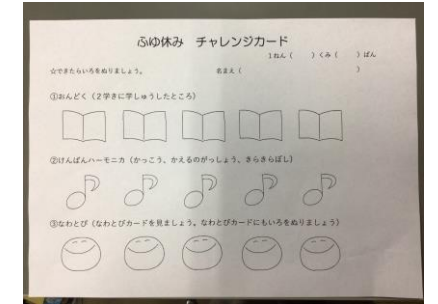 ふゆ休み　チャレンジカード
1ねん（　　）くみ（　　）ばん
☆できたらいろをぬりましょう。　　名まえ（　　　　　　　　）
①おんどく（2学きに学しゅうしたところ）
②けんばんハーモニカ（かっこう、かえるのがっしょう、きらきらぼし）
③なわとび（なわとびカードを見ましょう。なわとびカードにもいろをぬりましょう）